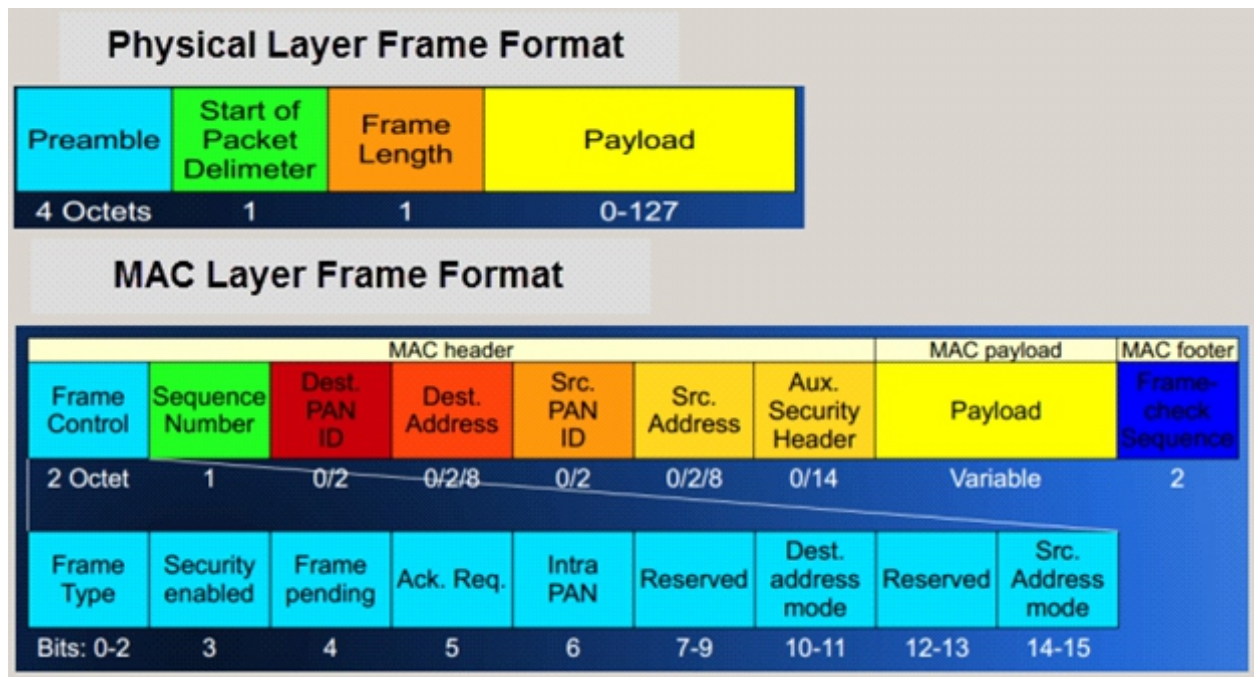 Physical Layer Frame Format
Preamble
Start of
Packet
Delimeter
Frame
Length
Payload
4 Octets 1 1 0-127
MAC Layer Frame Format
MAC header MAC payload MAC footer
Frame
Control
Sequence
Number
Dest.
PAN
ID
Dest.
Address
Src.
PAN
ID
Src.
Address
Aux.
Security
Header
Payload
Frame-
check
Sequence
2 Octet 1 0/2 0/2/8 0/2 0/2/8 0/14 Variable 2
Frame
Type
Security
enabled
Frame
pending
Ack. Req.
Intra
PAN
Reserved
Dest.
address
mode
Reserved
Src.
Address
mode
Bits: 0-2 3 4 5 6 7-9 10-11 12-13 14-15